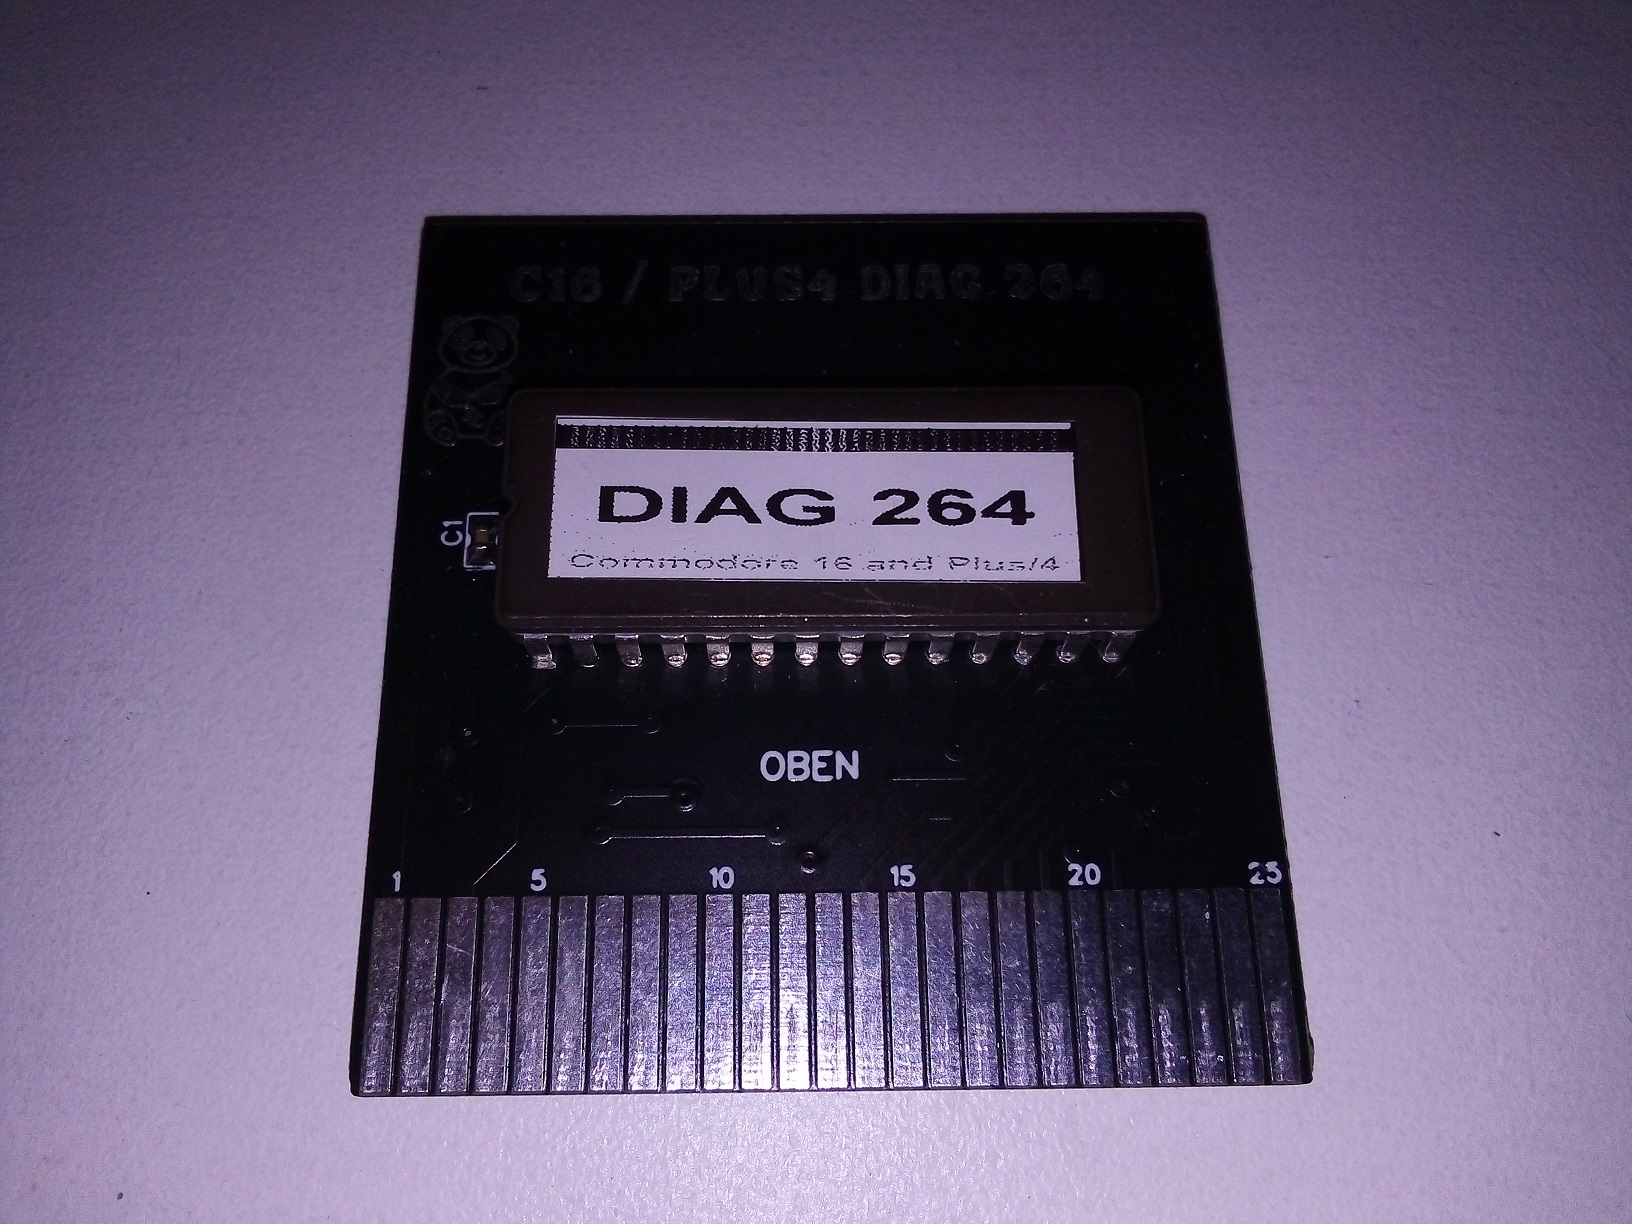 C16 / PLUS4 DIAG 264
DIAG 264
Commodore 16 and Plus/4
C1
OBEN
1 5 10 15 20 25